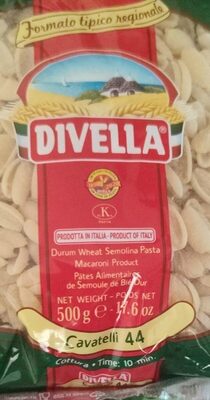 Formato tipico regionale
DIVELLA®
K
PRODOTTA IN ITALIA · PRODUCT OF ITALY
Durum Wheat Semolina Pasta
Macaroni Product
Pâtes Alimentaires
de Semoule de Blé Dur
NET WEIGHT - POIDS NET
500 g e 17.6 oz
Cavatelli 44
Cottura · Time: 10 min.
DIVELLA